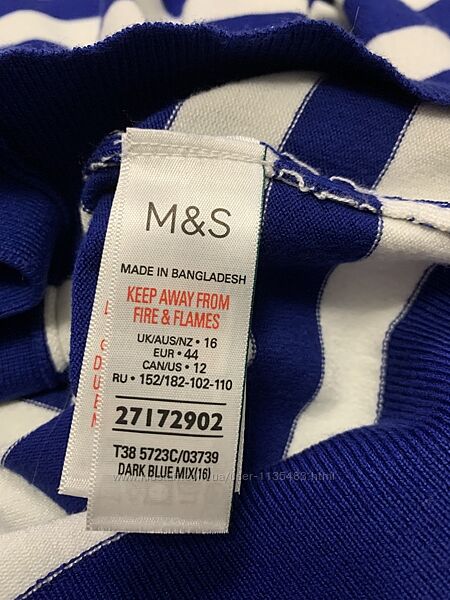 M&S
MADE IN BANGLADESH
KEEP AWAY FROM
FIRE & FLAMES
UK/AUS/NZ • 16
EUR • 44
CAN/US • 12
RU • 152/182-102-110
27172902
T38 5723C/03739
DARK BLUE MIX(16)